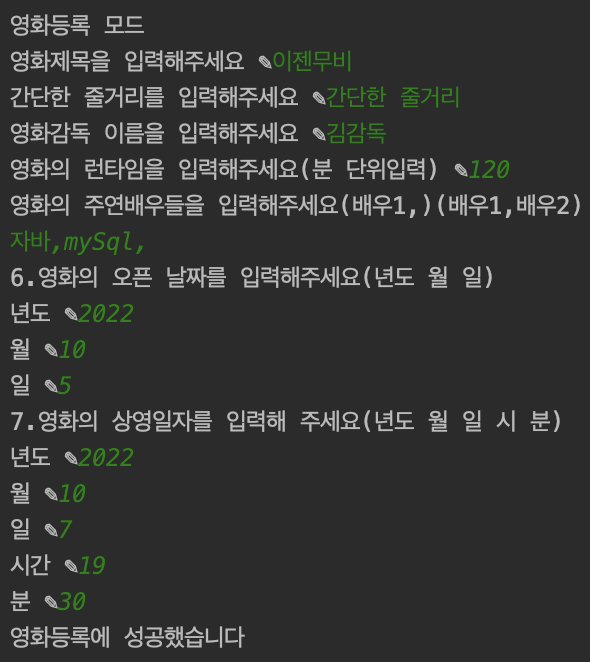 영화등록 모드
영화제목을 입력해주세요 ✎이젠무비
간단한 줄거리를 입력해주세요 ✎간단한 줄거리
영화감독 이름을 입력해주세요 ✎김감독
영화의 런타임을 입력해주세요(분 단위입력) ✎120
영화의 주연배우들을 입력해주세요(배우1,)(배우1,배우2)
자바,mySql,
6.영화의 오픈 날짜를 입력해주세요(년도 월 일)
년도 ✎2022
월 ✎10
일 ✎5
7.영화의 상영일자를 입력해 주세요(년도 월 일 시 분)
년도 ✎2022
월 ✎10
일 ✎7
시간 ✎19
분 ✎30
영화등록에 성공했습니다